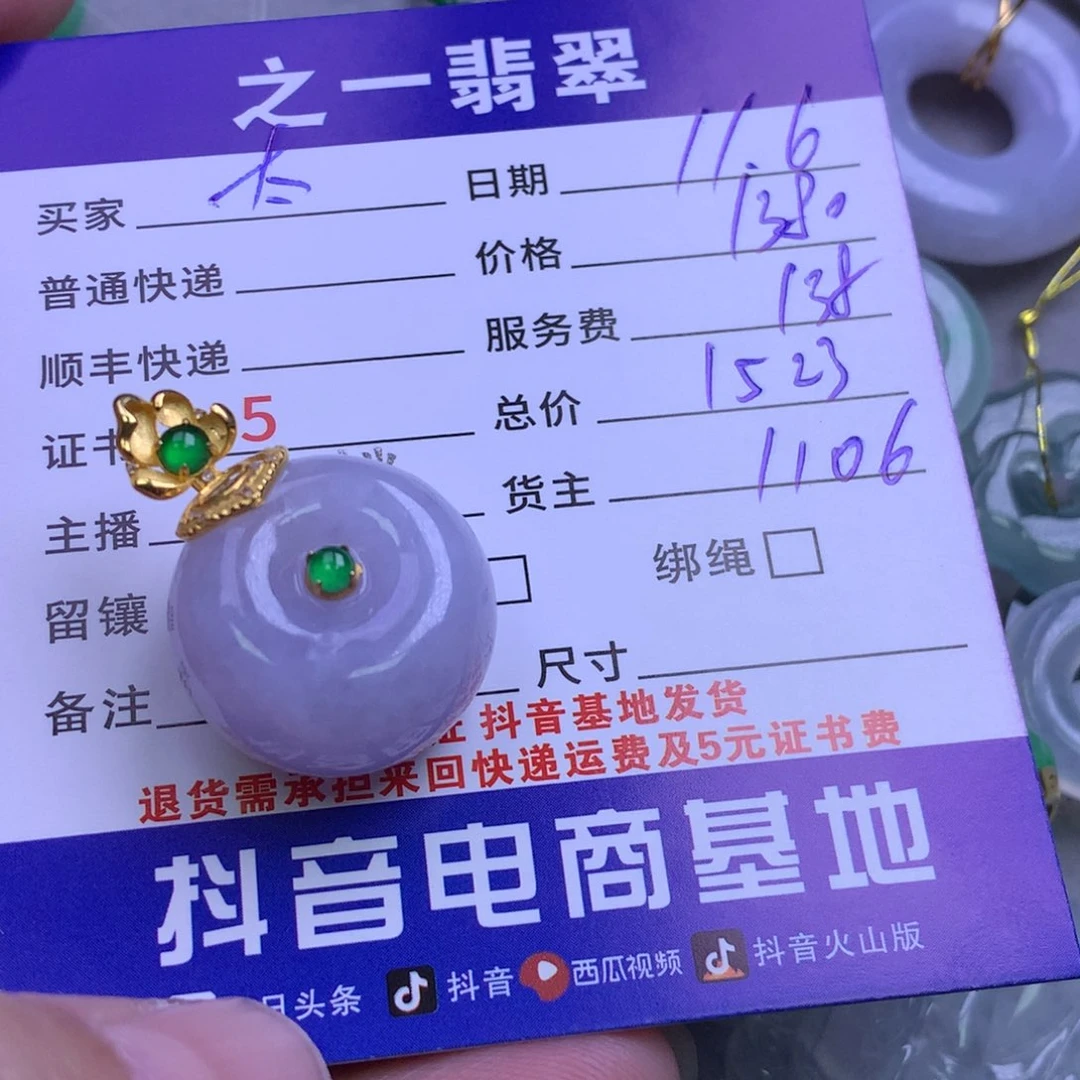 之一翡翠
买家 日期 11.6
普通快递 价格 1380
顺丰快递 服务费 138
证书 5 总价 1523
主播 货主 1106
留镶 绑绳
备注 尺寸
抖音基地发货
退货需承担来回快递运费及5元证书费
抖音电商基地
日头条 抖音 西瓜视频 抖音火山版